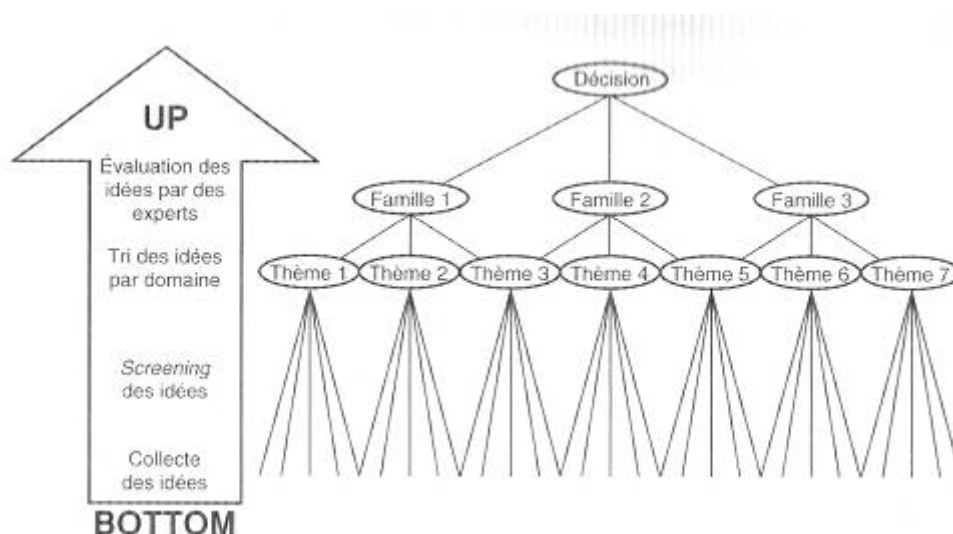 Décision
UP
Évaluation des
idées par des
experts
Famille 1
Famille 2
Famille 3
Tri des idées
par domaine
Thème 1
Thème 2
Thème 3
Thème 4
Thème 5
Thème 6
Thème 7
Screening
des idées
Collecte
des idées
BOTTOM